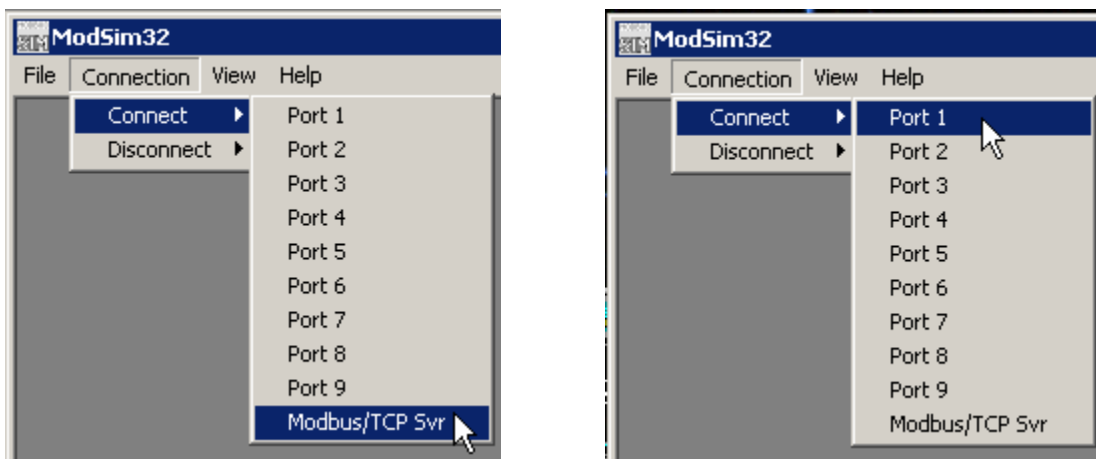 SIM ModSim32
File Connection View Help
Connect
Disconnect
Port 1
Port 2
Port 3
Port 4
Port 5
Port 6
Port 7
Port 8
Port 9
Modbus/TCP Svr
SIM ModSim32
File Connection View Help
Connect
Disconnect
Port 1
Port 2
Port 3
Port 4
Port 5
Port 6
Port 7
Port 8
Port 9
Modbus/TCP Svr